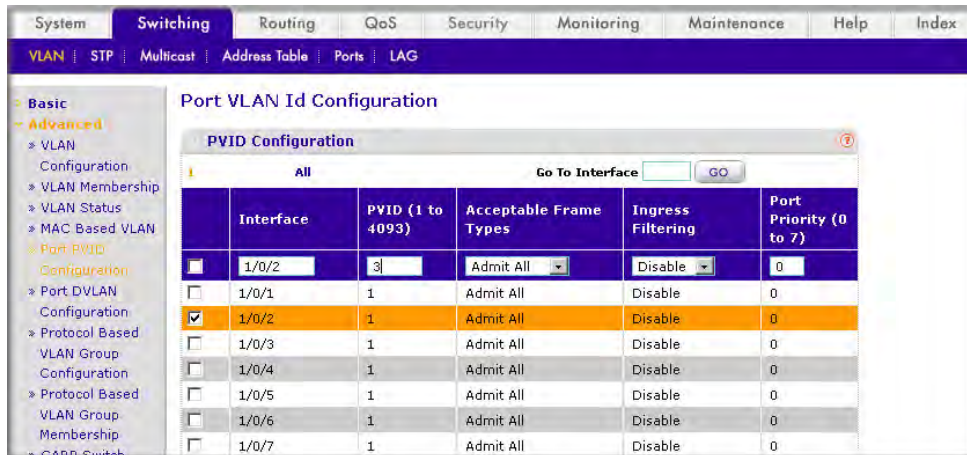 System Switching Routing QoS Security Monitoring Maintenance Help Index
VLAN STP Multicast Address Table Ports LAG
Basic
Advanced
» VLAN
Configuration
» VLAN Membership
» VLAN Status
» MAC Based VLAN
» Port PVID
Configuration
» Port DVLAN
Configuration
» Protocol Based
VLAN Group
Configuration
» Protocol Based
VLAN Group
Membership
» GARP Switch
Port VLAN Id Configuration
PVID Configuration
1 All Go To Interface GO
Interface PVID (1 to 4093) Acceptable Frame Types Ingress Filtering Port Priority (0 to 7)
1/0/2 3 Admit All Disable 0
1/0/1 1 Admit All Disable 0
1/0/2 1 Admit All Disable 0
1/0/3 1 Admit All Disable 0
1/0/4 1 Admit All Disable 0
1/0/5 1 Admit All Disable 0
1/0/6 1 Admit All Disable 0
1/0/7 1 Admit All Disable 0